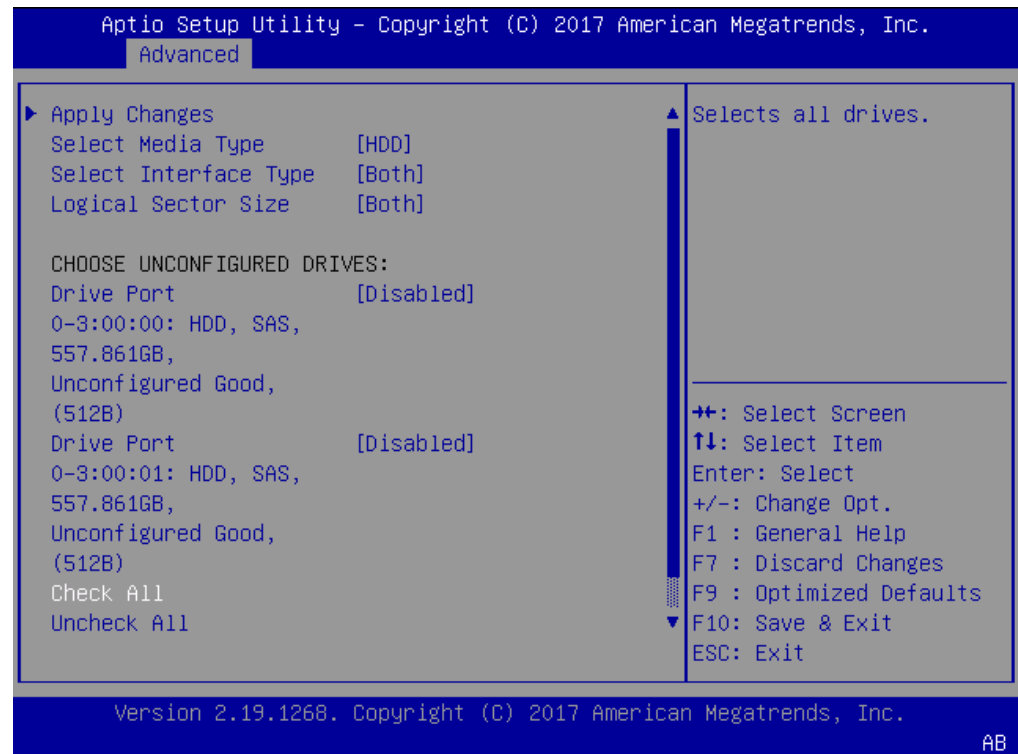 Aptio Setup Utility – Copyright (C) 2017 American Megatrends, Inc.
Advanced
Apply Changes
Select Media Type [HDD]
Select Interface Type [Both]
Logical Sector Size [Both]
CHOOSE UNCONFIGURED DRIVES:
Drive Port [Disabled]
0-3:00:00: HDD, SAS,
557.861GB,
Unconfigured Good,
(512B)
Drive Port [Disabled]
0-3:00:01: HDD, SAS,
557.861GB,
Unconfigured Good,
(512B)
Check All
Uncheck All
Selects all drives.
→←: Select Screen
↑↓: Select Item
Enter: Select
+/-: Change Opt.
F1 : General Help
F7 : Discard Changes
F9 : Optimized Defaults
F10: Save & Exit
ESC: Exit
Version 2.19.1268. Copyright (C) 2017 American Megatrends, Inc.
AB